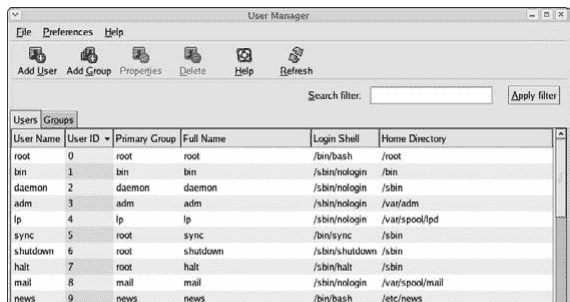 User Manager
File Preferences Help
Add User Add Group Properties Delete Help Refresh
Search filter: Apply filter
Users Groups
User Name User ID Primary Group Full Name Login Shell Home Directory
root 0 root root /bin/bash /root
bin 1 bin bin /sbin/nologin /bin
daemon 2 daemon daemon /sbin/nologin /sbin
adm 3 adm adm /sbin/nologin /var/adm
lp 4 lp lp /sbin/nologin /var/spool/lpd
sync 5 root sync /bin/sync /sbin
shutdown 6 root shutdown /sbin/shutdown /sbin
halt 7 root halt /sbin/halt /sbin
mail 8 mail mail /sbin/nologin /var/spool/mail
news 9 news news /bin/bash /etc/news